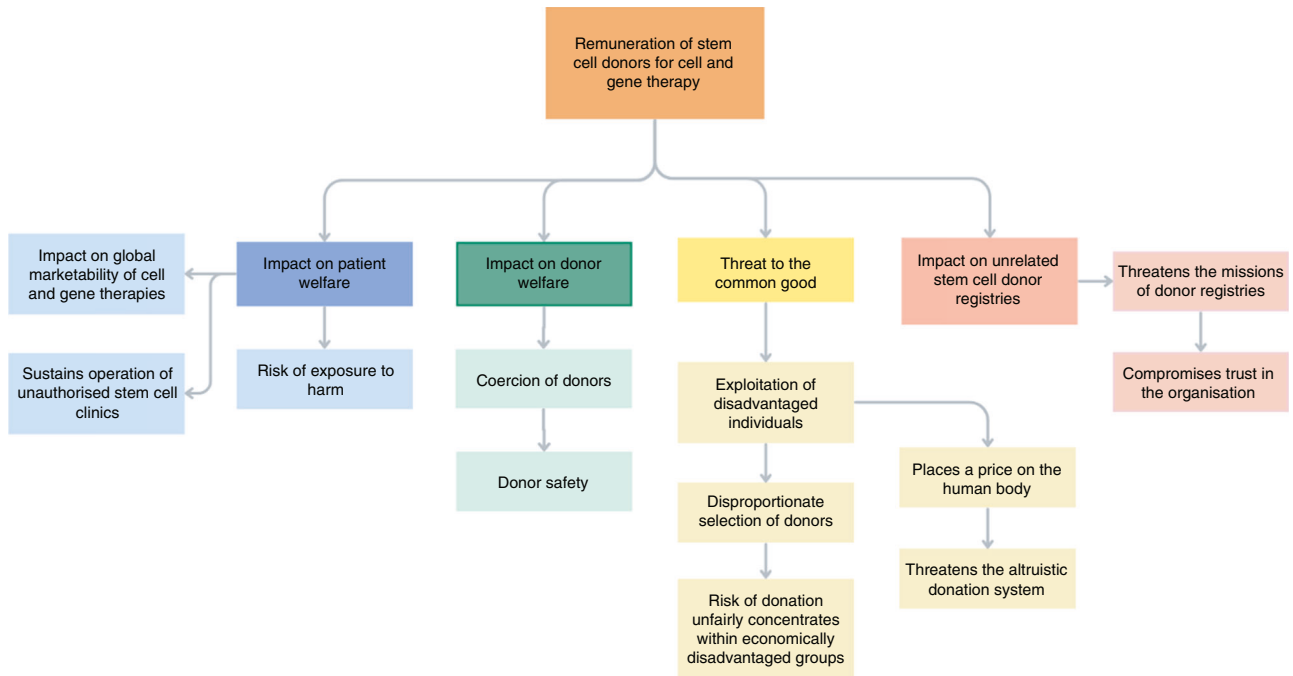 Remuneration of stem
cell donors for cell and
gene therapy
Impact on global
marketability of cell
and gene therapies
Impact on patient
welfare
Impact on donor
welfare
Threat to the
common good
Impact on unrelated
stem cell donor
registries
Threatens the missions
of donor registries
Sustains operation of
unauthorised stem cell
clinics
Risk of exposure to
harm
Coercion of donors
Exploitation of
disadvantaged
individuals
Compromises trust in
the organisation
Donor safety
Disproportionate
selection of donors
Places a price on the
human body
Risk of donation
unfairly concentrates
within economically
disadvantaged groups
Threatens the altruistic
donation system